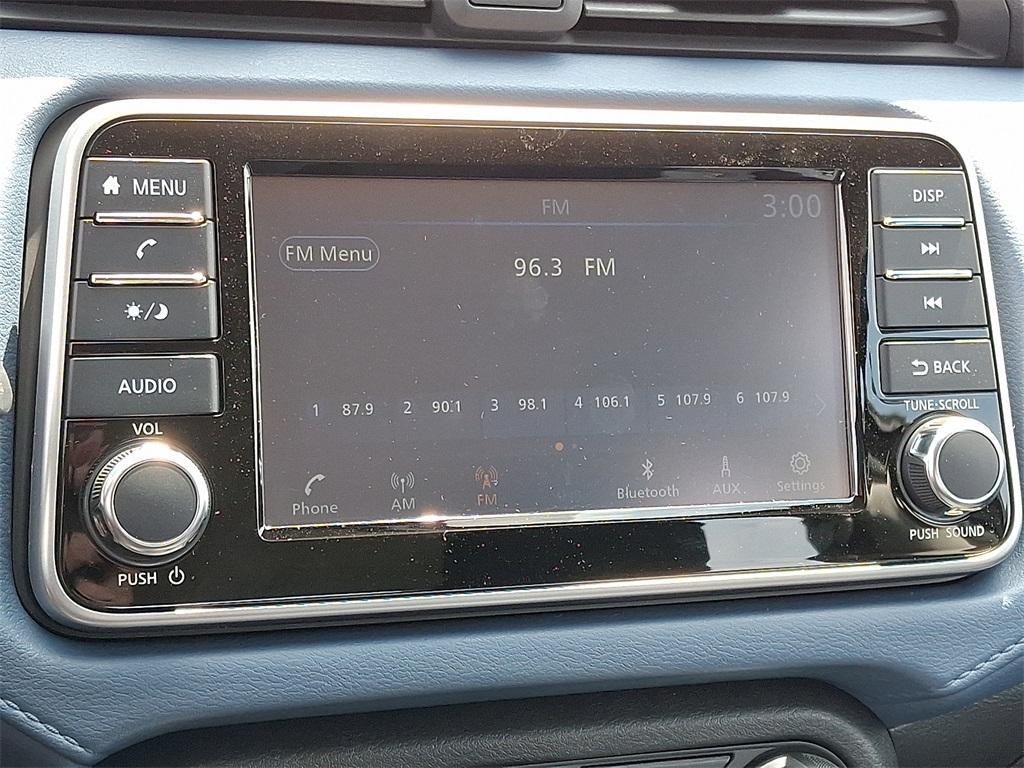 MENU
AUDIO
VOL
PUSH
FM
3:00
FM Menu
96.3 FM
1 87.9 2 90.1 3 98.1 4 106.1 5 107.9 6 107.9
Phone AM FM Bluetooth AUX Settings
DISP
BACK
TUNE·SCROLL
PUSH SOUND